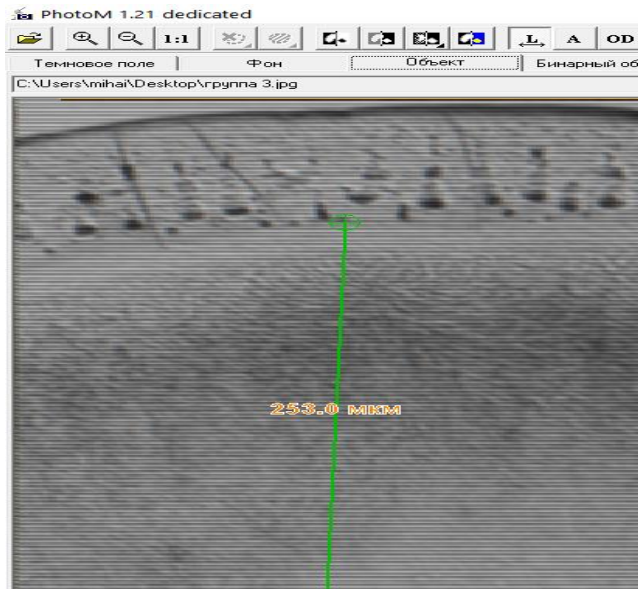 PhotoM 1.21 dedicated
1:1 L A OD
Темновое поле Фон Объект Бинарный об
C:\Users\mihai\Desktop\группа 3.jpg
253.0 мкм